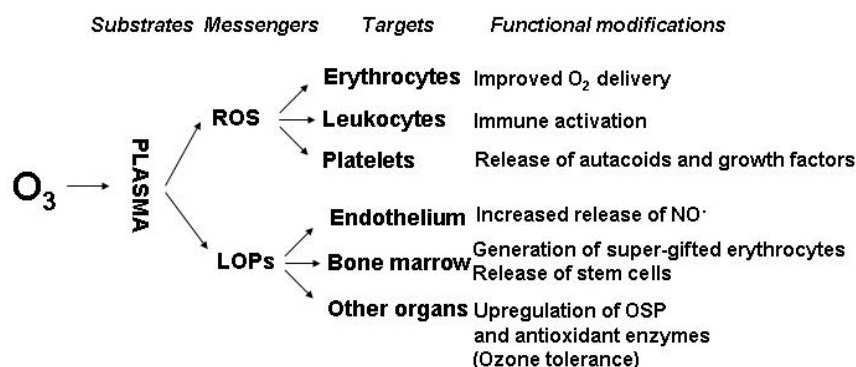 Substrates Messengers Targets Functional modifications
Erythrocytes Improved O₂ delivery
ROS Leukocytes Immune activation
Platelets Release of autacoids and growth factors
O₃ PLASMA
Endothelium Increased release of NO·
LOPs Bone marrow Generation of super-gifted erythrocytes
Release of stem cells
Other organs Upregulation of OSP
and antioxidant enzymes
(Ozone tolerance)